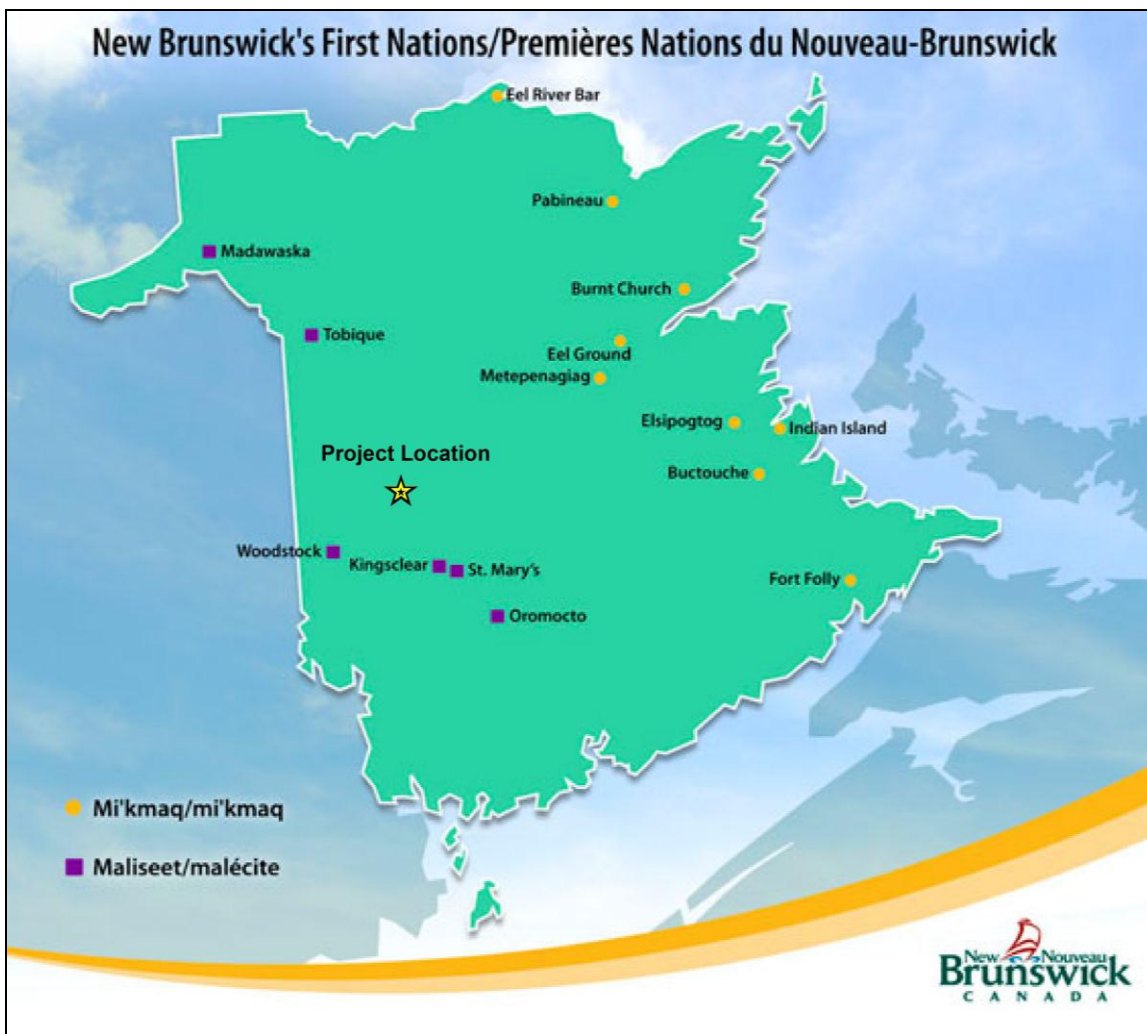 New Brunswick's First Nations/Premières Nations du Nouveau-Brunswick
Eel River Bar
Pabineau
Madawaska
Burnt Church
Tobique
Eel Ground
Metepenagiag
Elsipogtog
Indian Island
Project Location
Buctouche
Woodstock
Kingsclear
St. Mary's
Fort Folly
Oromocto
Mi'kmaq/mi'kmaq
Maliseet/malécite
New Nouveau
Brunswick
CANADA